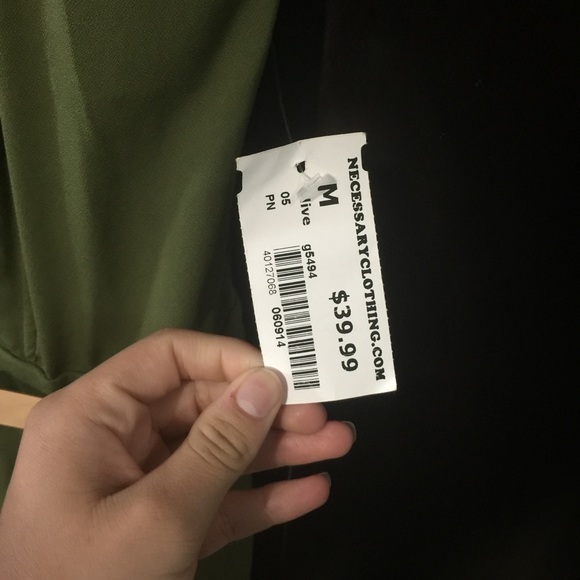 NECESSARYCLOTHING.COM
M
$39.99
live g5494
05
PN
060914
40127068